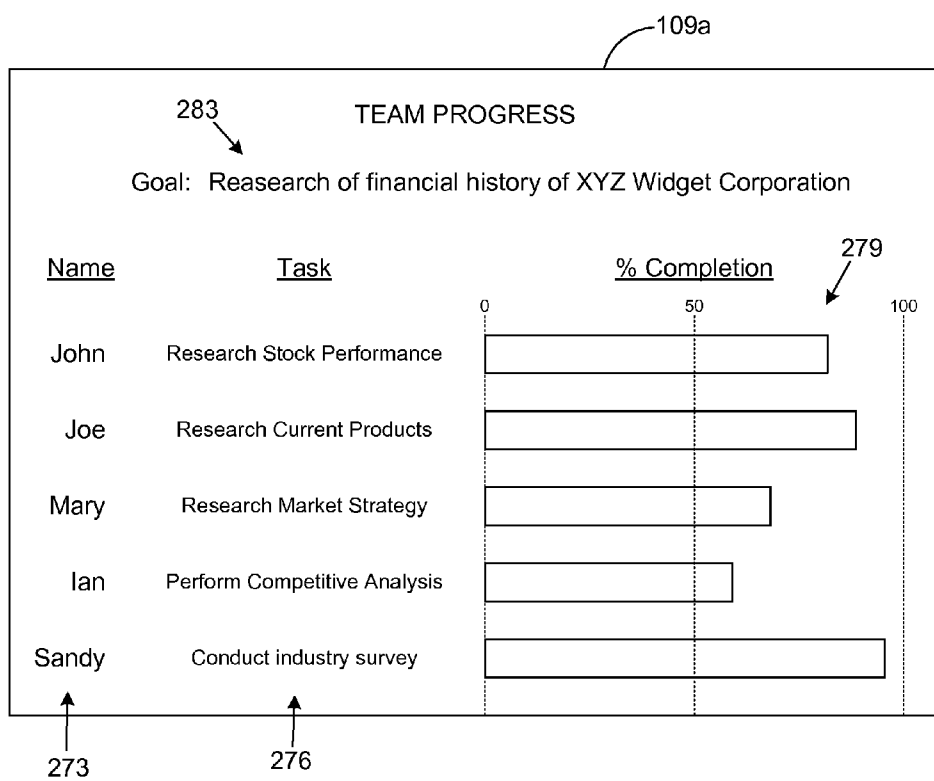 109a
283
TEAM PROGRESS
Goal: Reasearch of financial history of XYZ Widget Corporation
279
Name Task % Completion
0 50 100
John Research Stock Performance
Joe Research Current Products
Mary Research Market Strategy
Ian Perform Competitive Analysis
Sandy Conduct industry survey
273 276